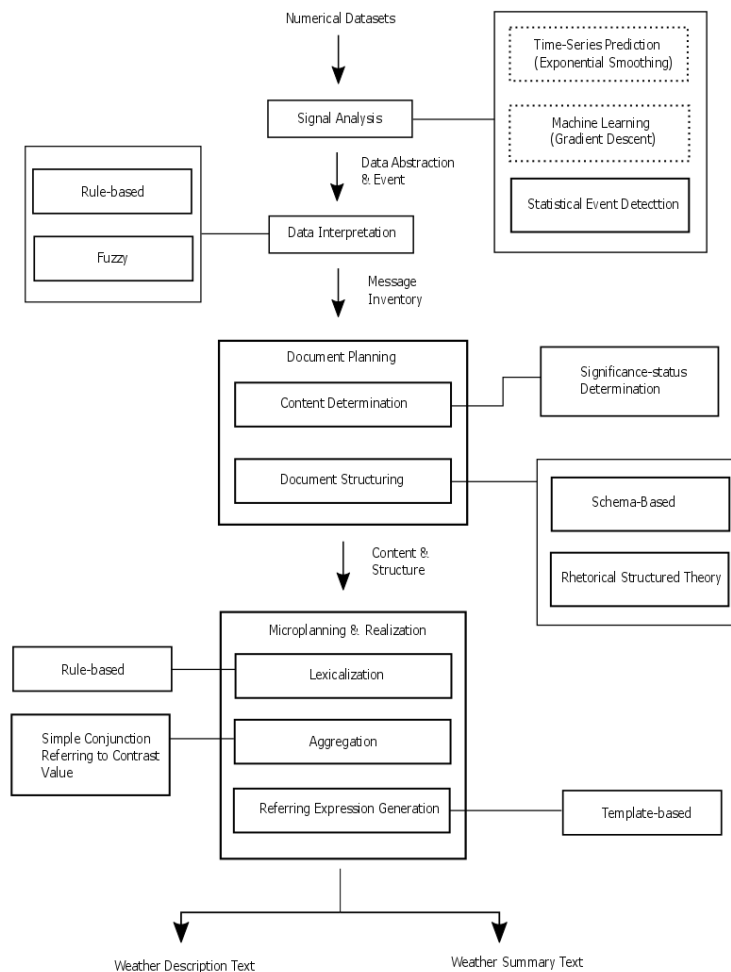 Numerical Datasets
Time-Series Prediction
(Exponential Smoothing)
Signal Analysis
Machine Learning
(Gradient Descent)
Statistical Event Detecttion
Data Abstraction
& Event
Rule-based
Fuzzy
Data Interpretation
Message
Inventory
Document Planning
Content Determination
Significance-status
Determination
Document Structuring
Schema-Based
Rhetorical Structured Theory
Content &
Structure
Microplanning & Realization
Rule-based
Lexicalization
Simple Conjunction
Referring to Contrast
Value
Aggregation
Referring Expression Generation
Template-based
Weather Description Text
Weather Summary Text